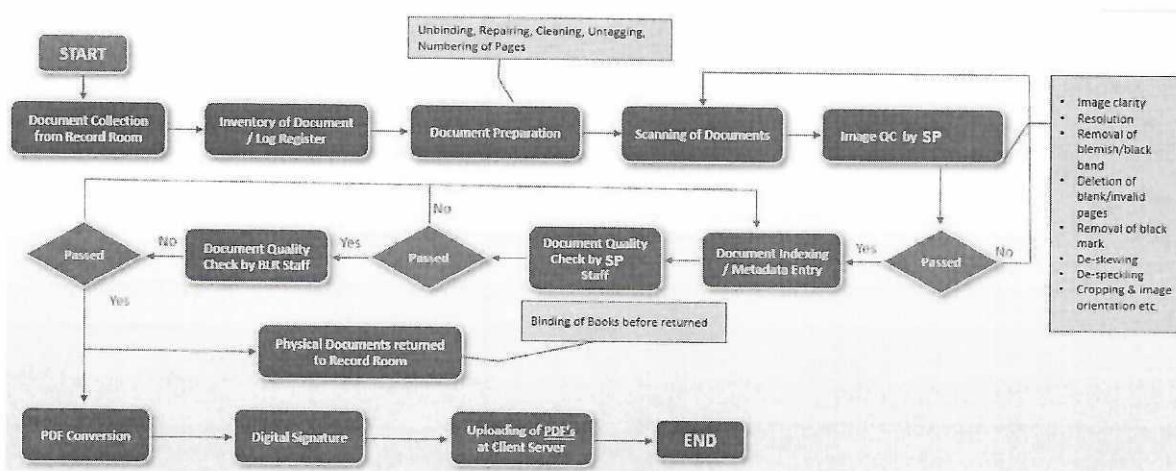 Unbinding, Repairing, Cleaning, Untagging,
Numbering of Pages
START
Document Collection
from Record Room
Inventory of Document
/ Log Register
Document Preparation
Scanning of Documents
Image QC by SP
• Image clarity
• Resolution
• Removal of
blemish/black
band
• Deletion of
blank/invalid
pages
• Removal of black
mark
• De-skewing
• De-speckling
• Cropping & image
orientation etc.
No
Passed
No
Document Quality
Check by BLR Staff
Yes
Passed
Document Quality
Check by SP
Staff
Document Indexing
/ Metadata Entry
Yes
Passed
No
Yes
Binding of Books before returned
Physical Documents returned
to Record Room
PDF Conversion
Digital Signature
Uploading of PDF's
at Client Server
END